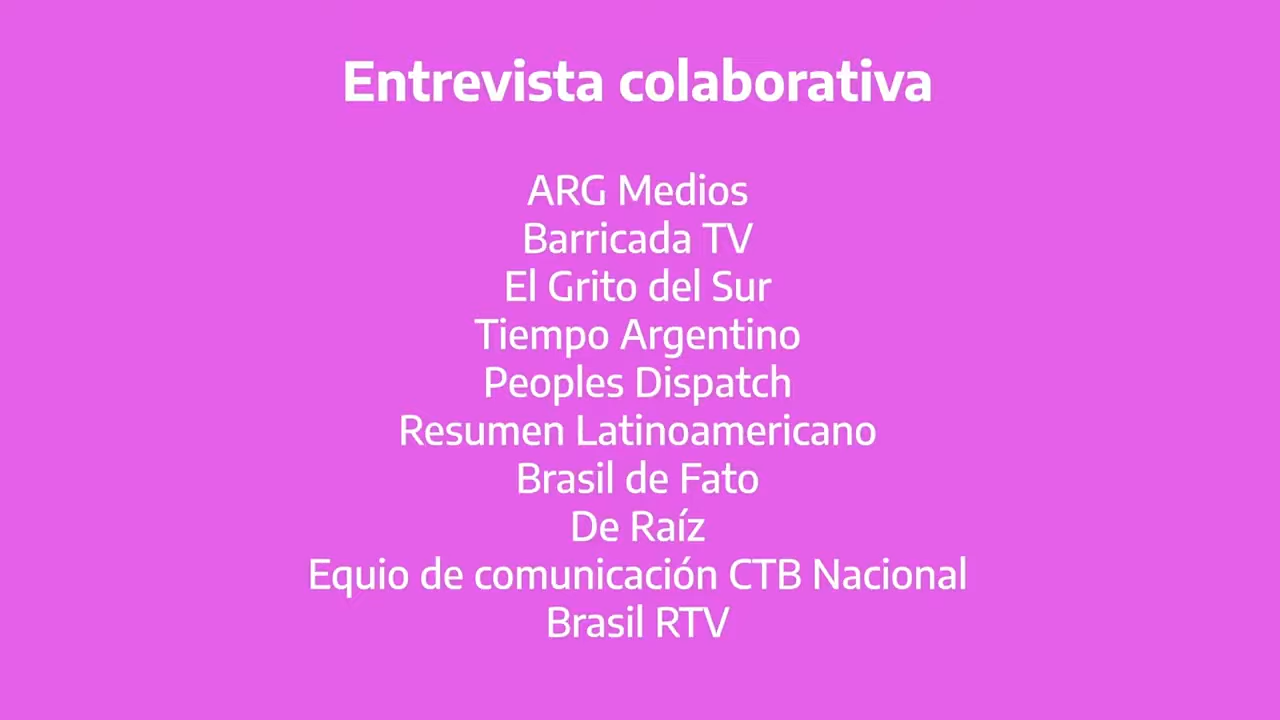 Entrevista colaborativa
ARG Medios
Barricada TV
El Grito del Sur
Tiempo Argentino
Peoples Dispatch
Resumen Latinoamericano
Brasil de Fato
De Raíz
Equio de comunicación CTB Nacional
Brasil RTV